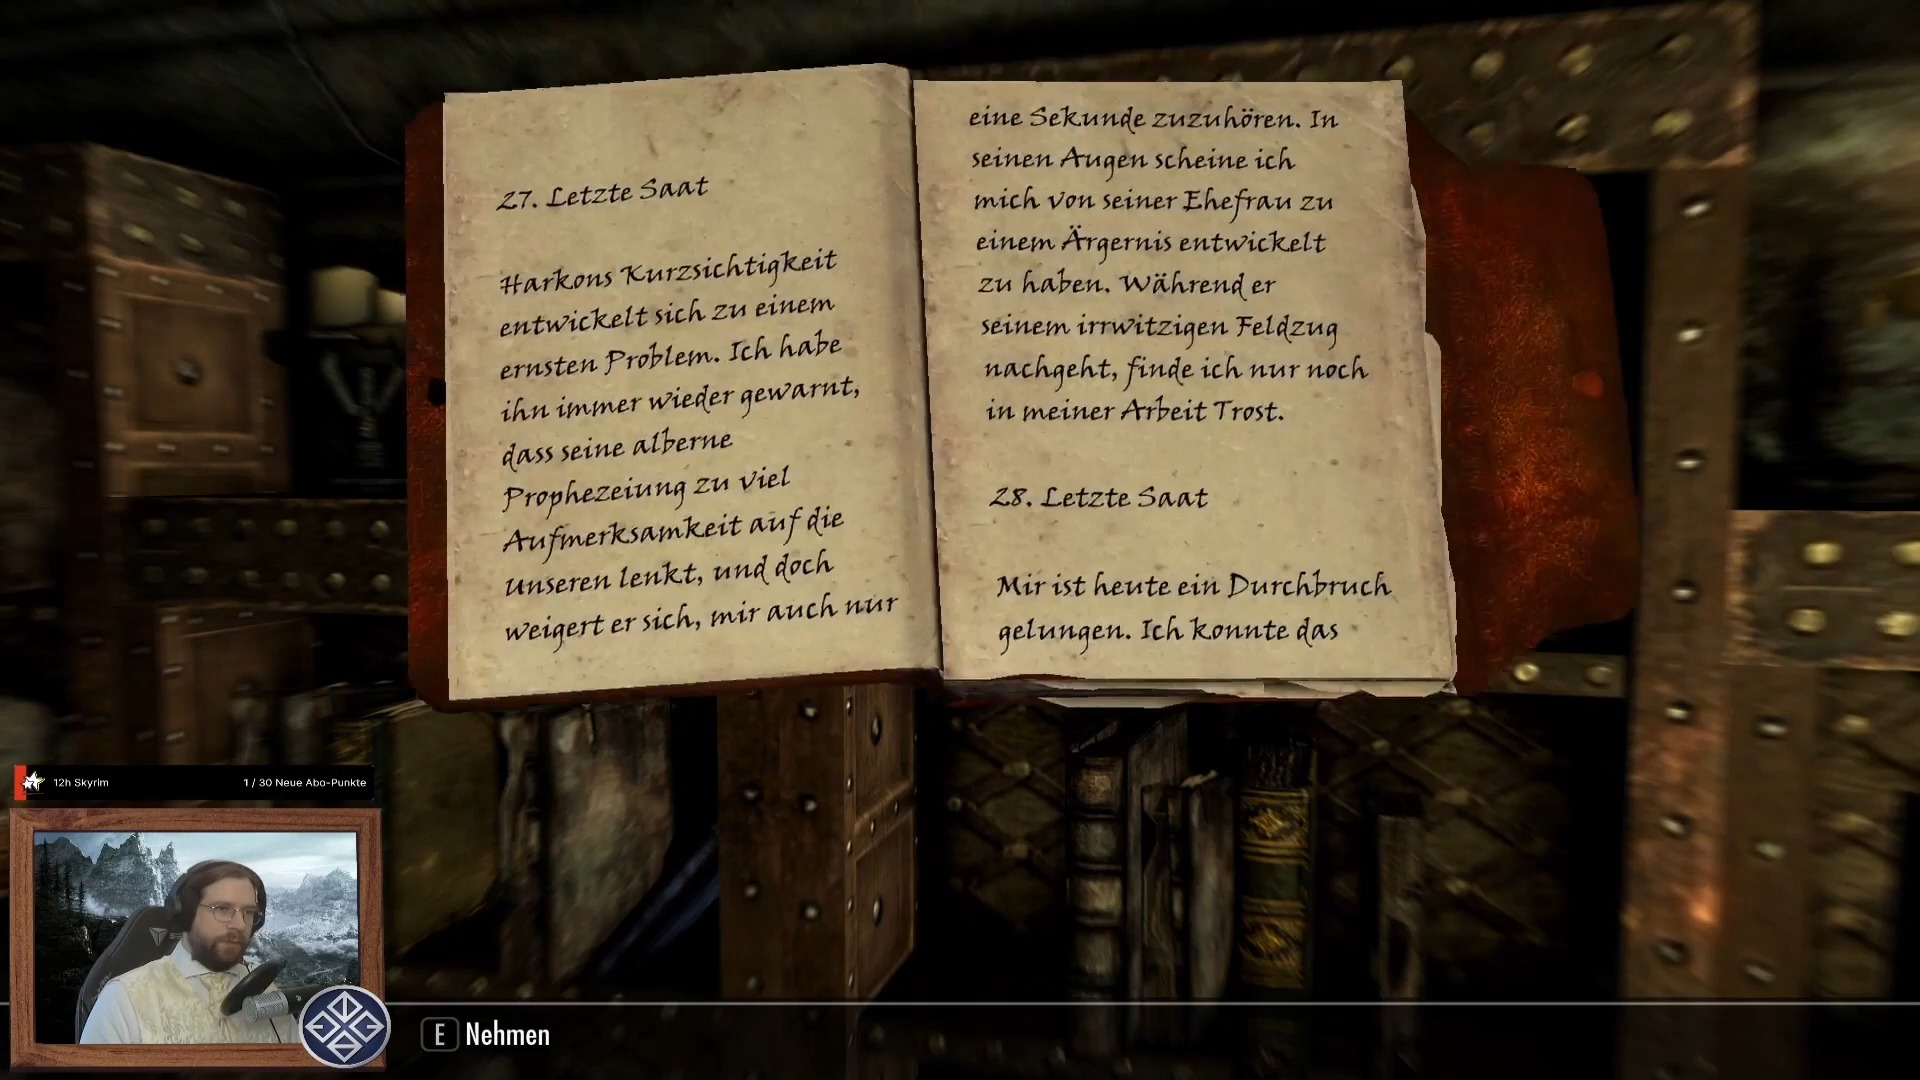 27. Letzte Saat
Harkons Kurzsichtigkeit
entwickelt sich zu einem
ernsten Problem. Ich habe
ihn immer wieder gewarnt,
dass seine alberne
Prophezeiung zu viel
Aufmerksamkeit auf die
Unseren lenkt, und doch
weigert er sich, mir auch nur
eine Sekunde zuzuhören. In
seinen Augen scheine ich
mich von seiner Ehefrau zu
einem Ärgernis entwickelt
zu haben. Während er
seinem irrwitzigen Feldzug
nachgeht, finde ich nur noch
in meiner Arbeit Trost.
28. Letzte Saat
Mir ist heute ein Durchbruch
gelungen. Ich konnte das
12h Skyrim 1 / 30 Neue Abo-Punkte
E Nehmen